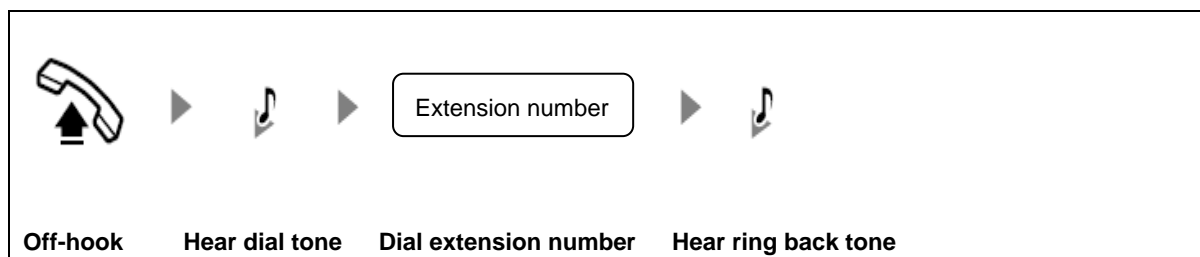 Extension number
Off-hook Hear dial tone Dial extension number Hear ring back tone